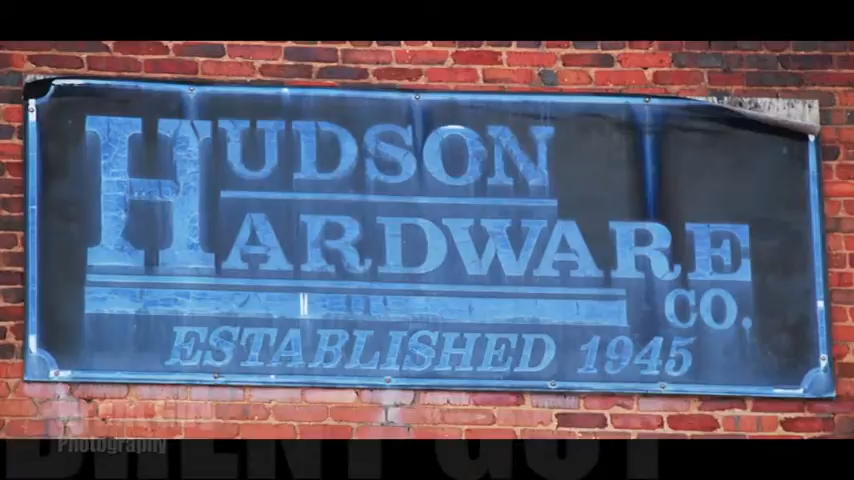 HUDSON
HARDWARE
CO.
ESTABLISHED 1945
Photography